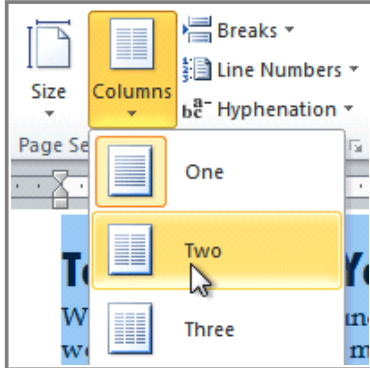 Breaks
Line Numbers
Size
Columns
Hyphenation
Page Se
One
Two
Three